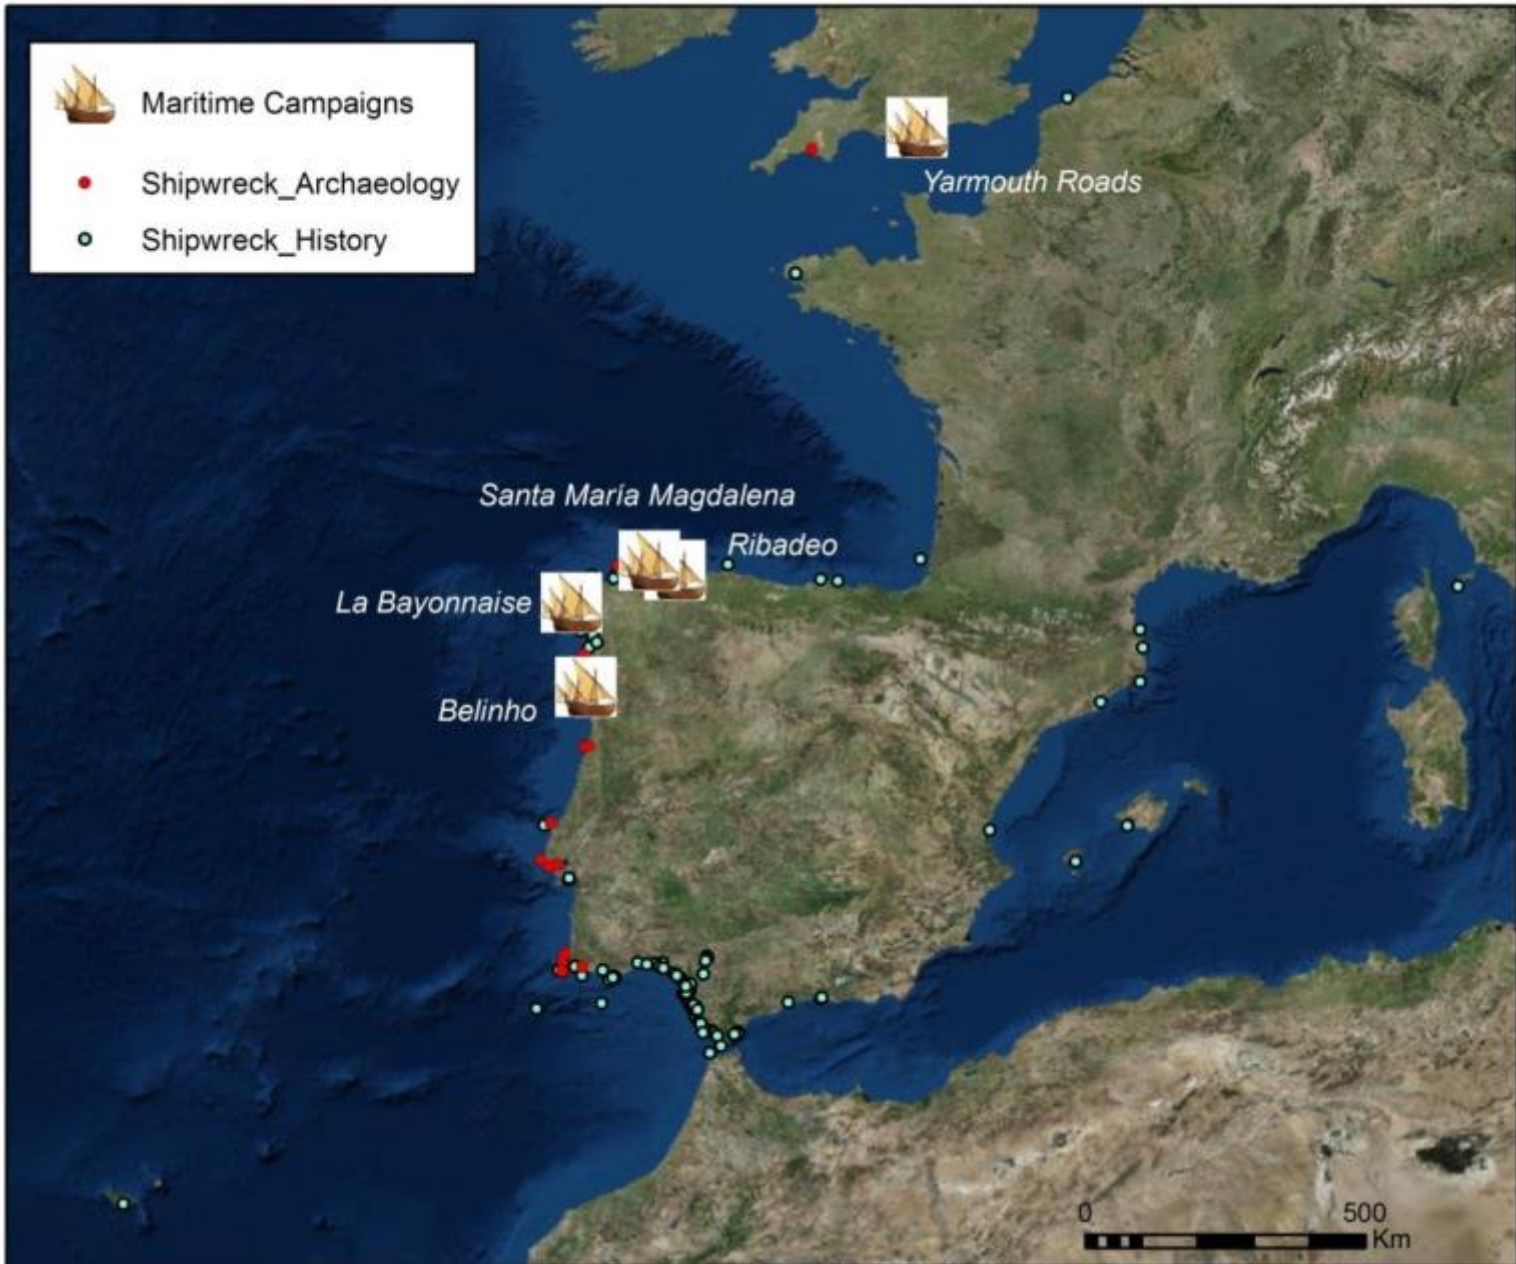 Maritime Campaigns
Shipwreck_Archaeology
Shipwreck_History
Yarmouth Roads
Santa María Magdalena
Ribadeo
La Bayonnaise
Belinho
0 500
Km